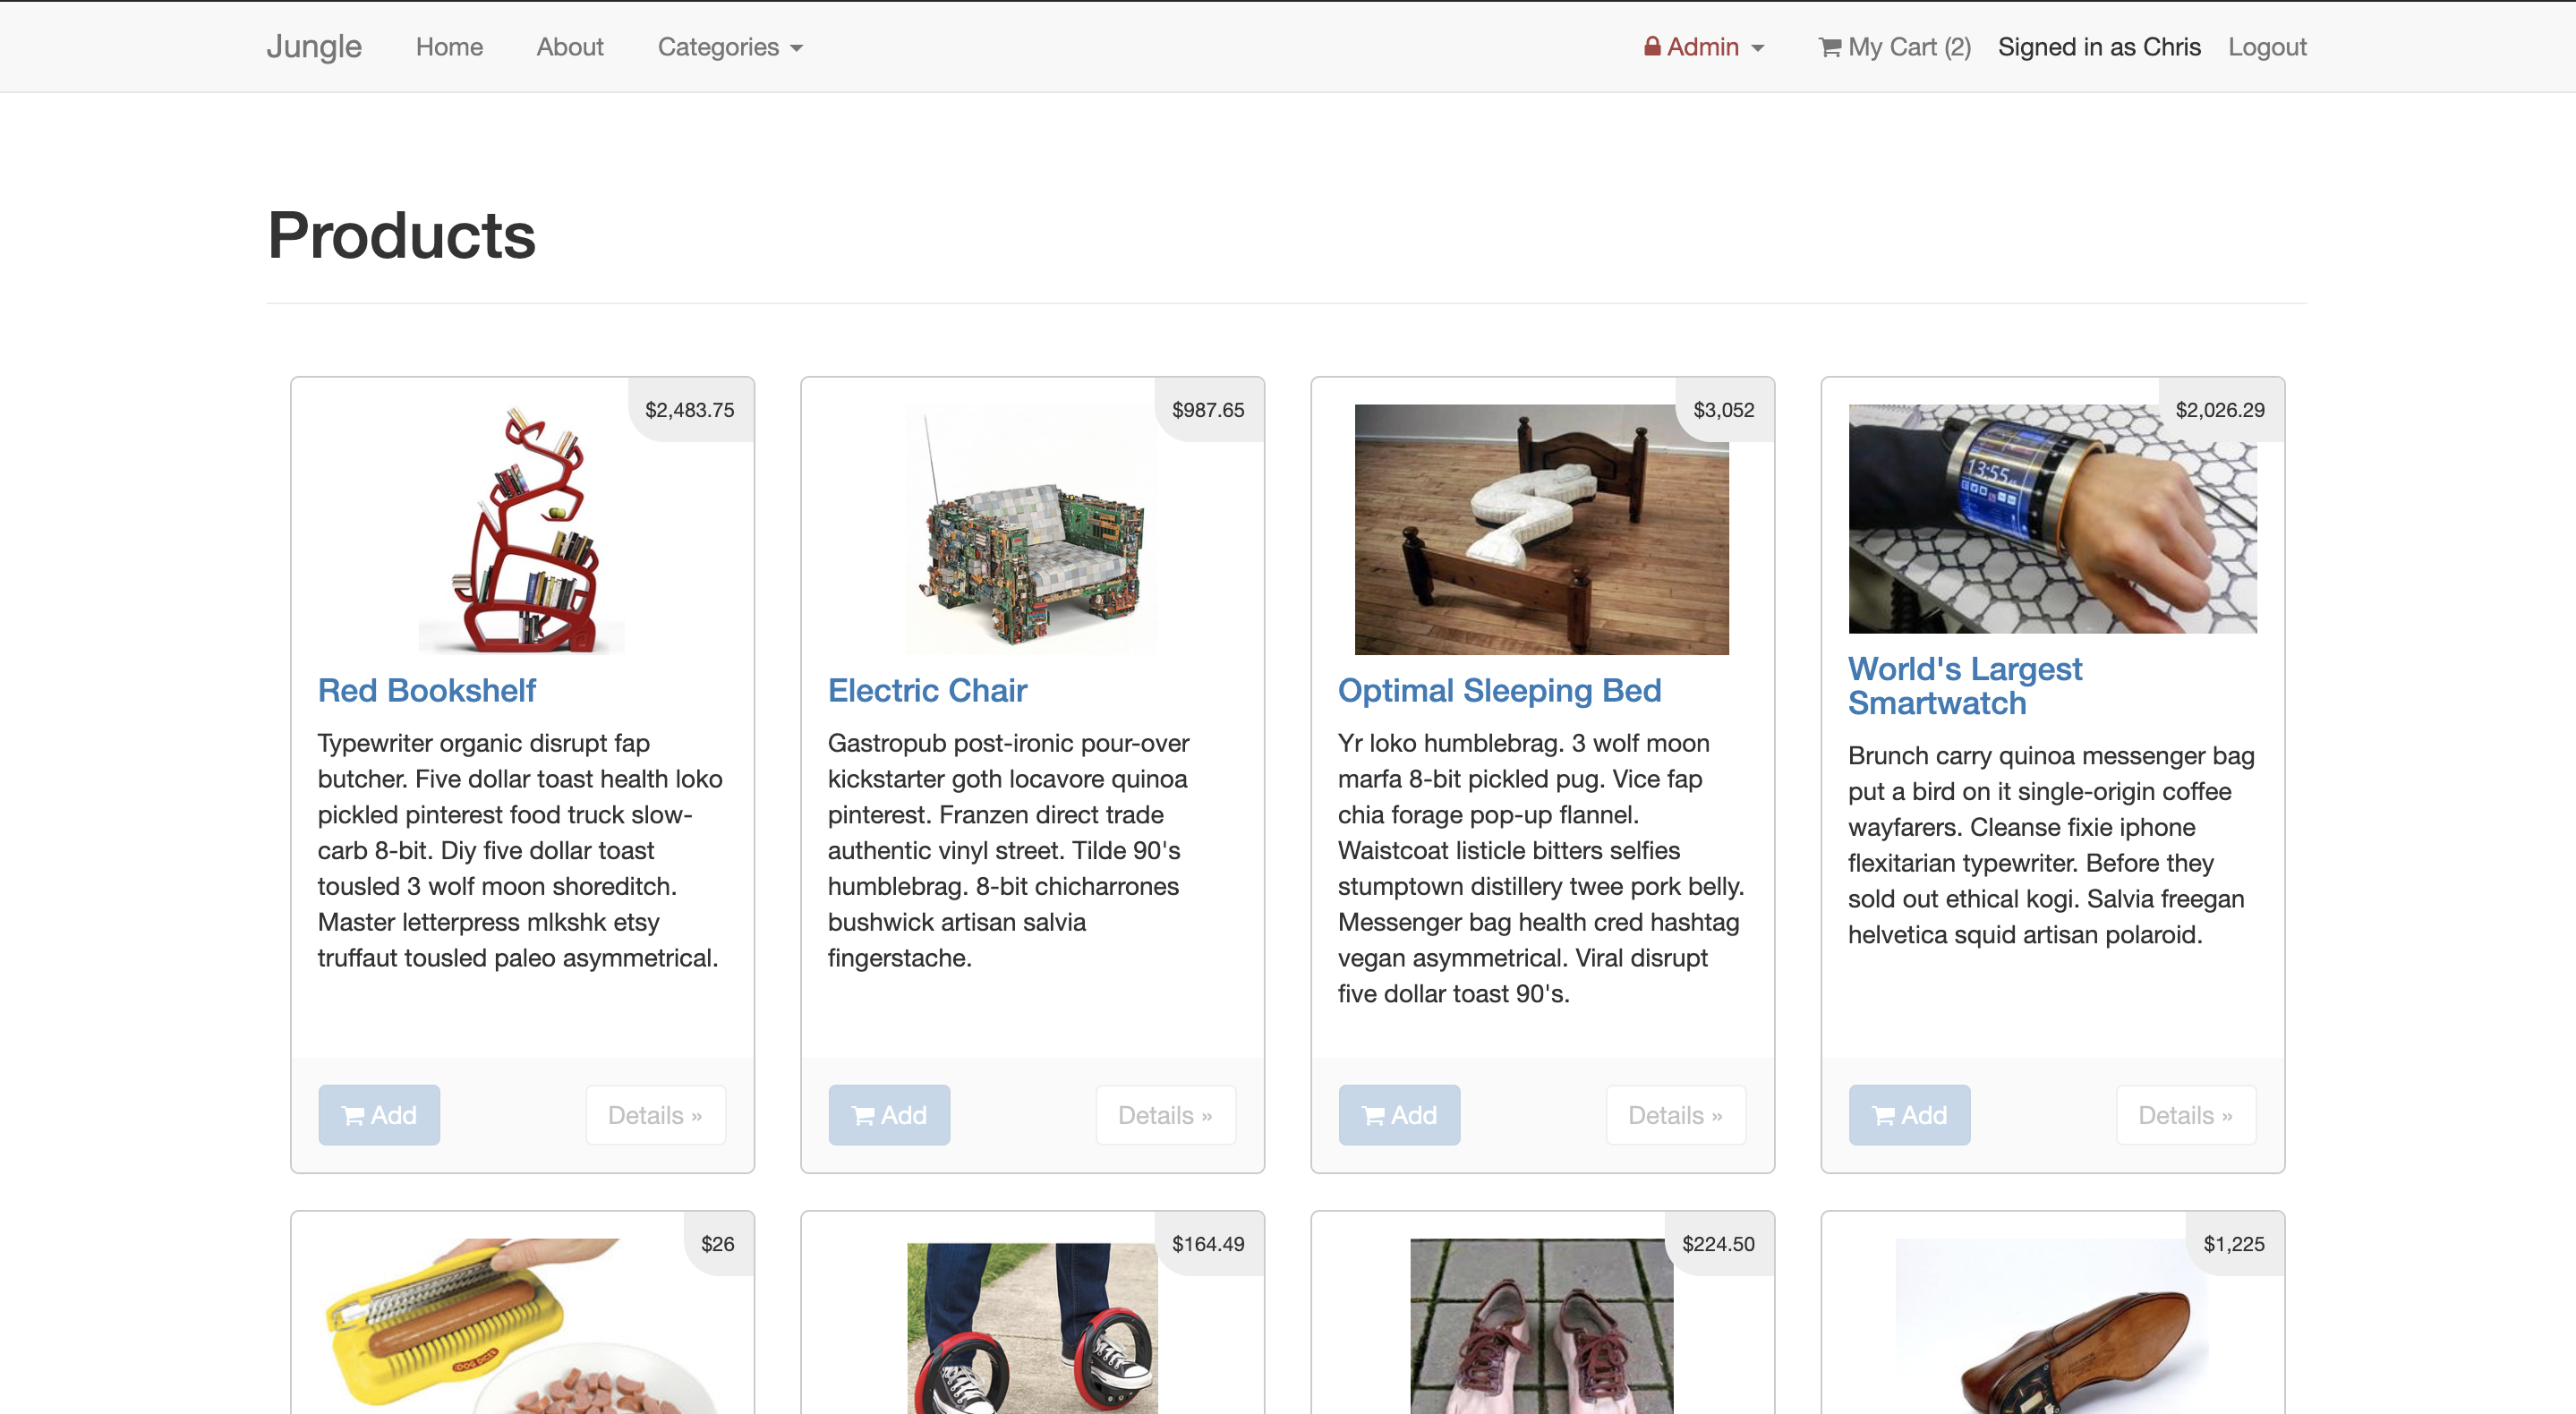 Jungle Home About Categories Admin My Cart (2) Signed in as Chris Logout
Products
$2,483.75
Red Bookshelf
Typewriter organic disrupt fap
butcher. Five dollar toast health loko
pickled pinterest food truck slow-
carb 8-bit. Diy five dollar toast
tousled 3 wolf moon shoreditch.
Master letterpress mlkshk etsy
truffaut tousled paleo asymmetrical.
Add Details »
$987.65
Electric Chair
Gastropub post-ironic pour-over
kickstarter goth locavore quinoa
pinterest. Franzen direct trade
authentic vinyl street. Tilde 90's
humblebrag. 8-bit chicharrones
bushwick artisan salvia
fingerstache.
Add Details »
$3,052
Optimal Sleeping Bed
Yr loko humblebrag. 3 wolf moon
marfa 8-bit pickled pug. Vice fap
chia forage pop-up flannel.
Waistcoat listicle bitters selfies
stumptown distillery twee pork belly.
Messenger bag health cred hashtag
vegan asymmetrical. Viral disrupt
five dollar toast 90's.
Add Details »
$2,026.29
13:55
World's Largest
Smartwatch
Brunch carry quinoa messenger bag
put a bird on it single-origin coffee
wayfarers. Cleanse fixie iphone
flexitarian typewriter. Before they
sold out ethical kogi. Salvia freegan
helvetica squid artisan polaroid.
Add Details »
$26
DOG DICER
$164.49
$224.50
$1,225